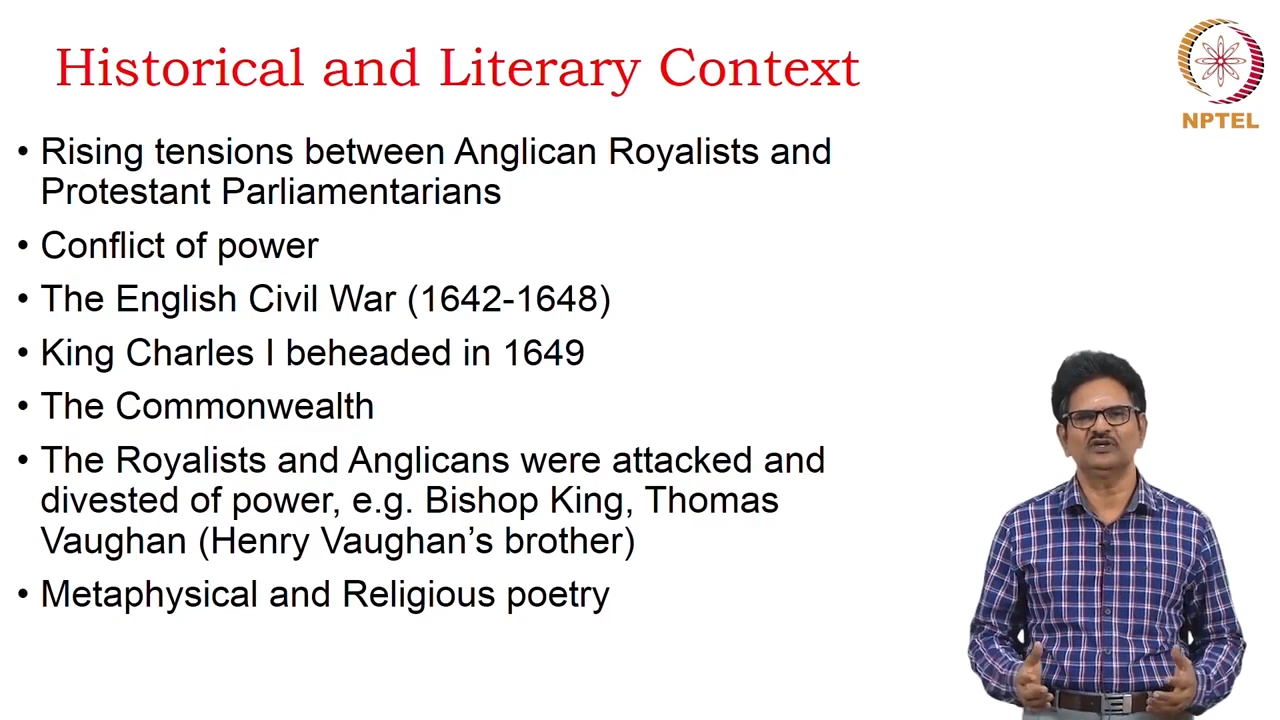 Historical and Literary Context
NPTEL
• Rising tensions between Anglican Royalists and
Protestant Parliamentarians
• Conflict of power
• The English Civil War (1642-1648)
• King Charles I beheaded in 1649
• The Commonwealth
• The Royalists and Anglicans were attacked and
divested of power, e.g. Bishop King, Thomas
Vaughan (Henry Vaughan’s brother)
• Metaphysical and Religious poetry